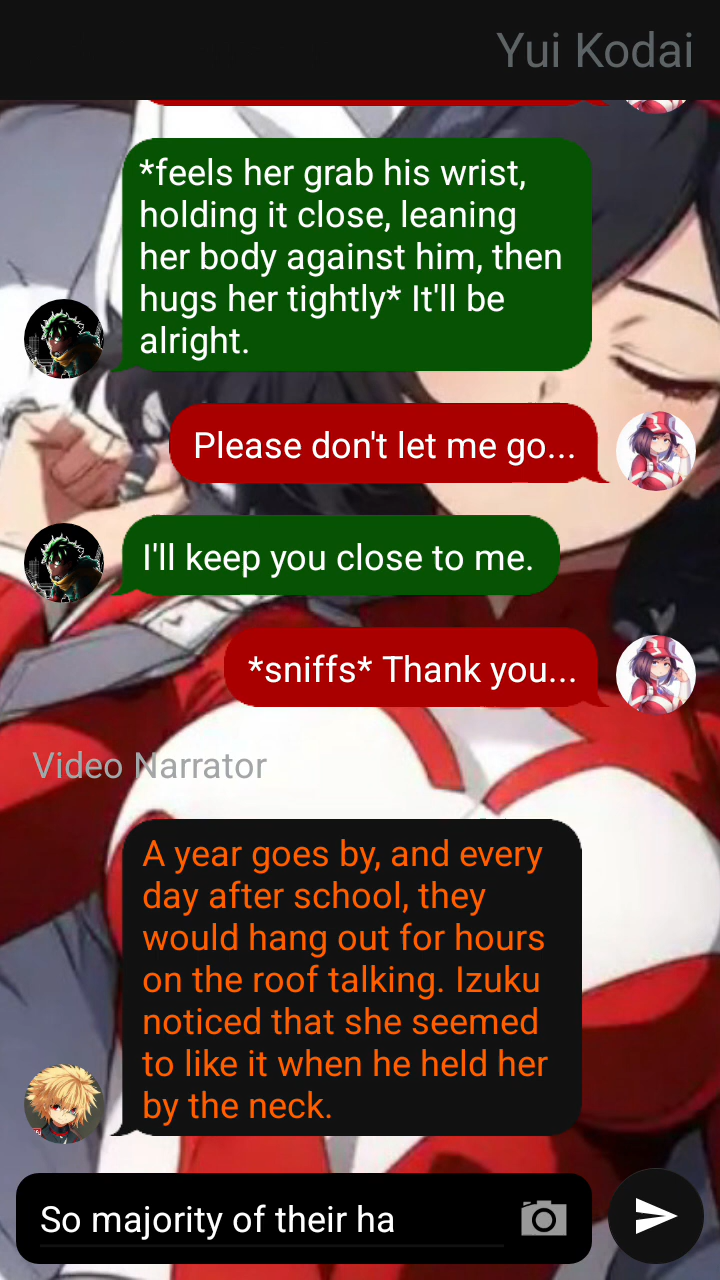 Yui Kodai
*feels her grab his wrist,
holding it close, leaning
her body against him, then
hugs her tightly* It'll be
alright.
Please don't let me go...
I'll keep you close to me.
*sniffs* Thank you...
Video Narrator
A year goes by, and every
day after school, they
would hang out for hours
on the roof talking. Izuku
noticed that she seemed
to like it when he held her
by the neck.
So majority of their ha